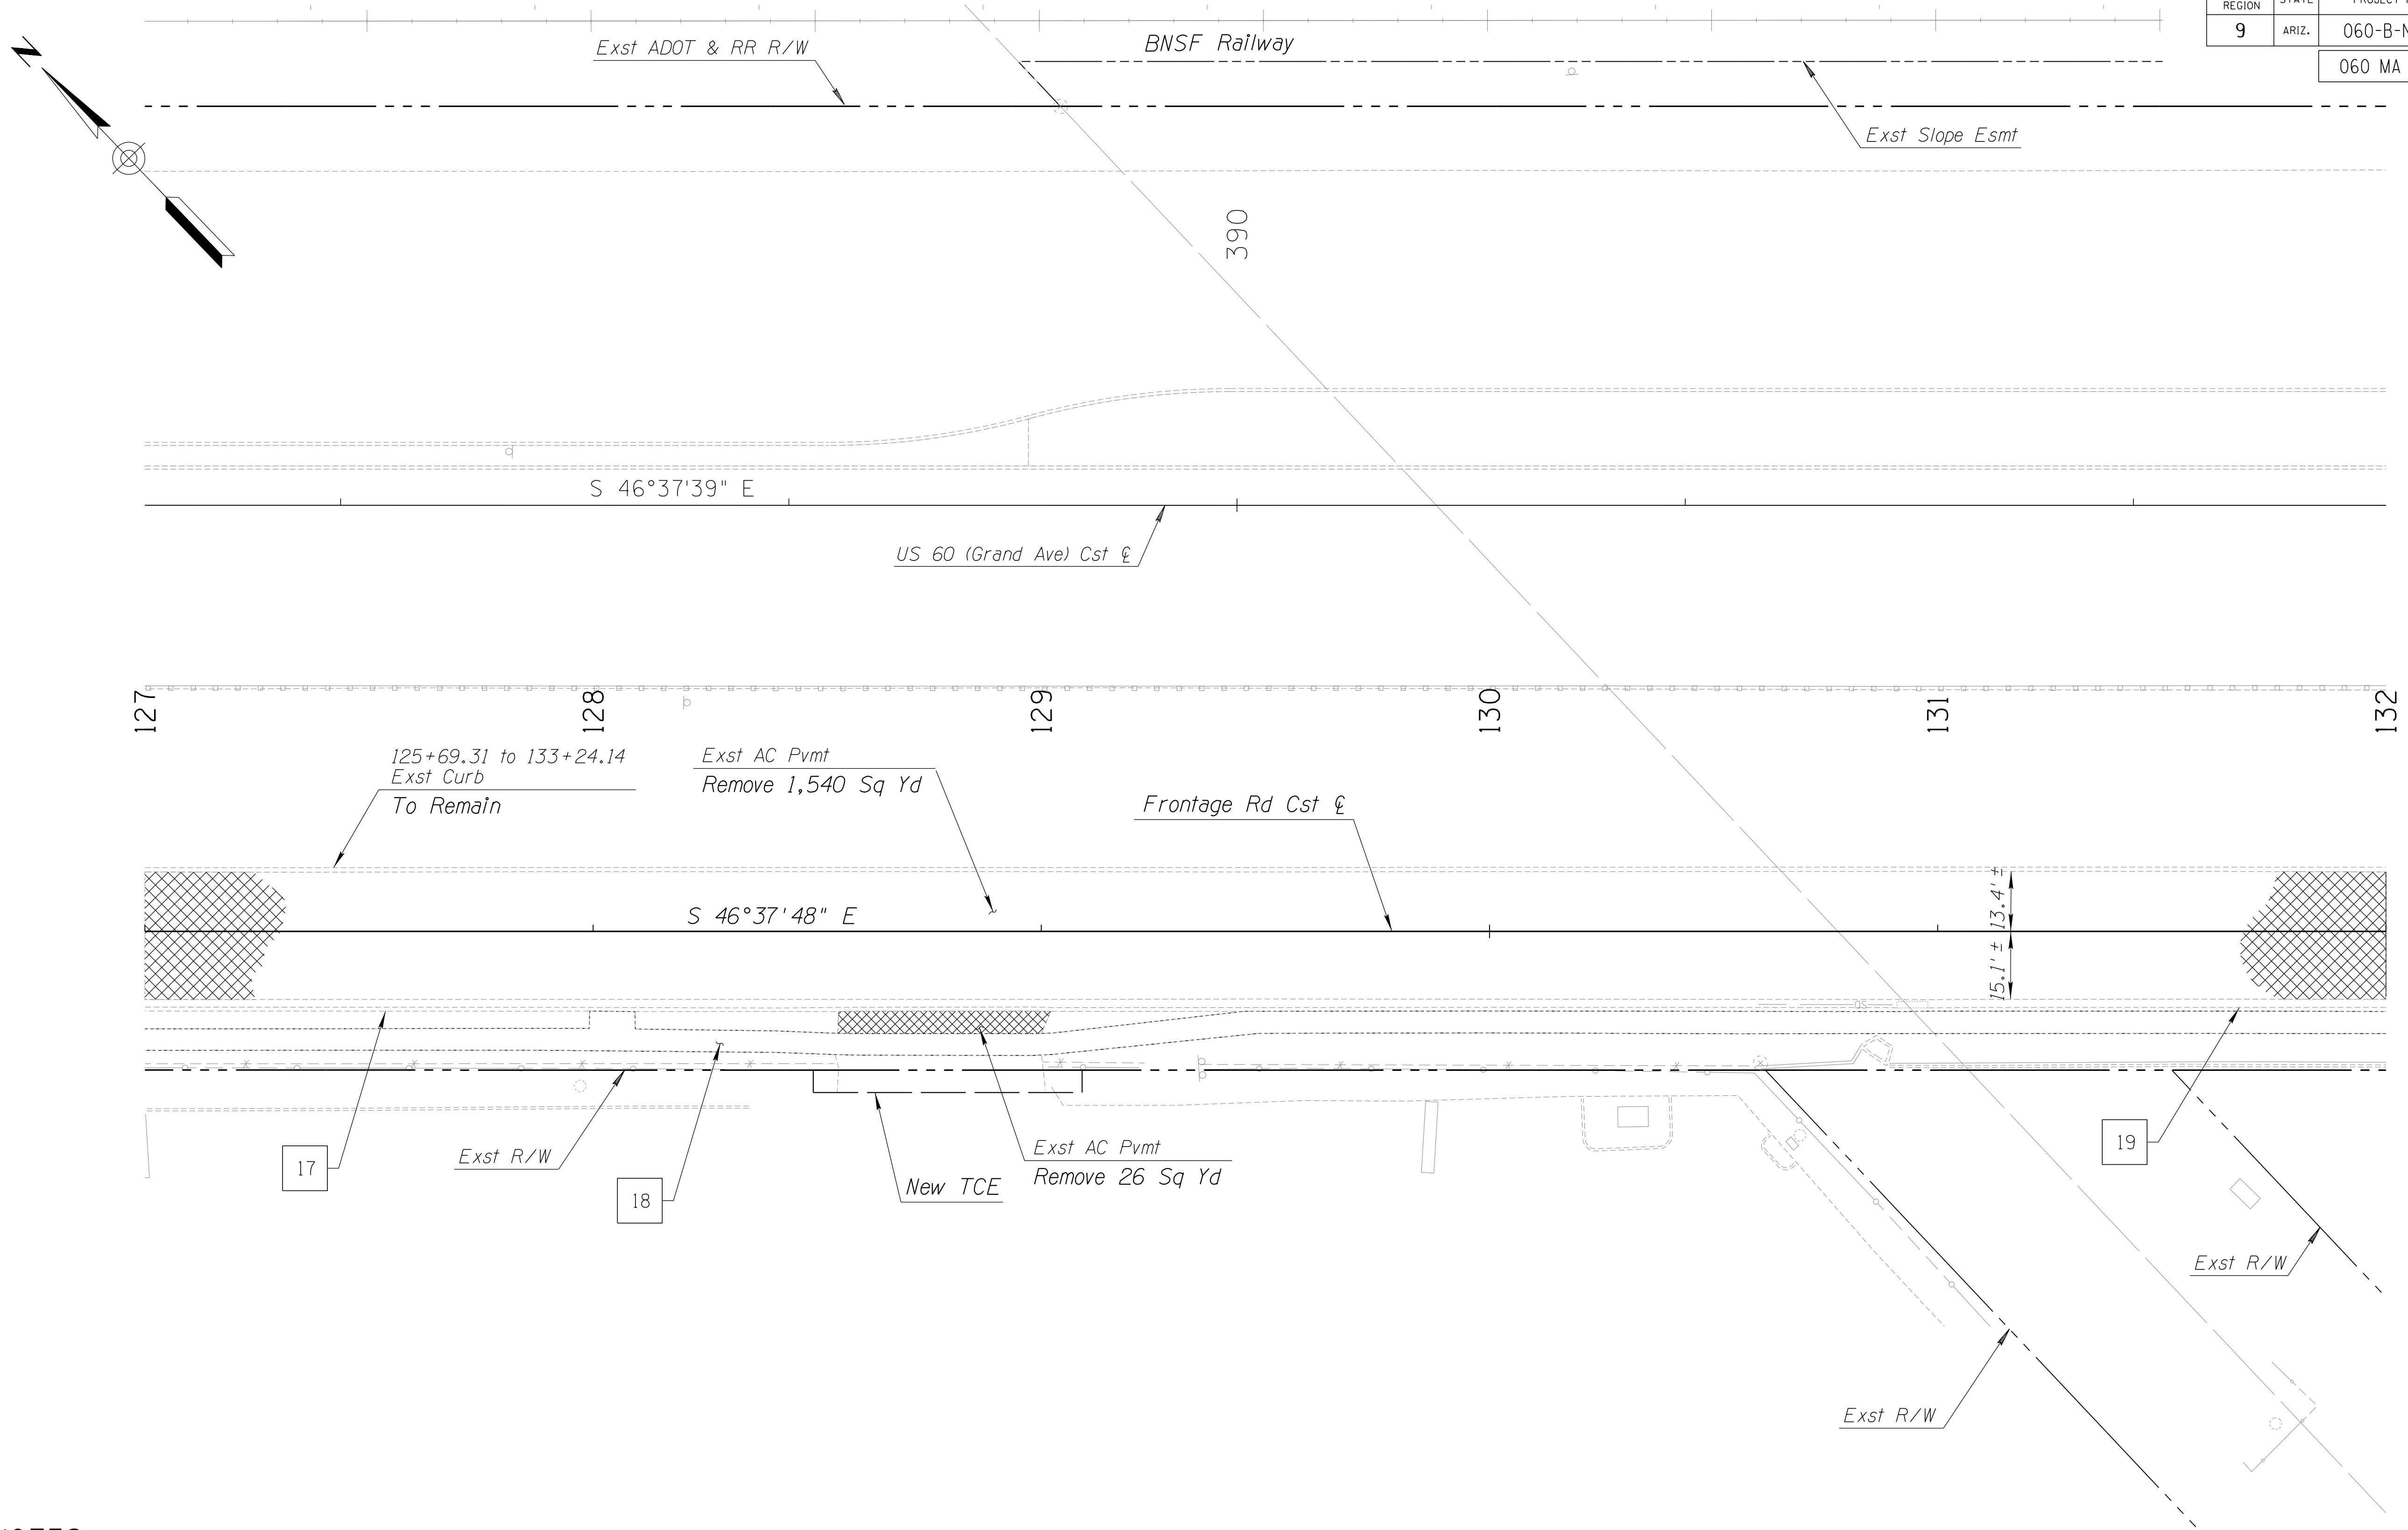 REGION
9 ARIZ.
060 MA
N
Exst ADOT & RR R/W
BNSF Railway
Exst Slope Esmt
390
S 46°37'39" E
US 60 (Grand Ave) Cst ℄
127
128
129
130
131
132
125+69.31 to 133+24.14
Exst Curb
To Remain
Exst AC Pvmt
Remove 1,540 Sq Yd
Frontage Rd Cst ℄
13.4' ±
15.1' ±
S 46°37'48" E
SD
17
Exst R/W
18
New TCE
Exst AC Pvmt
Remove 26 Sq Yd
19
Exst R/W
Exst R/W